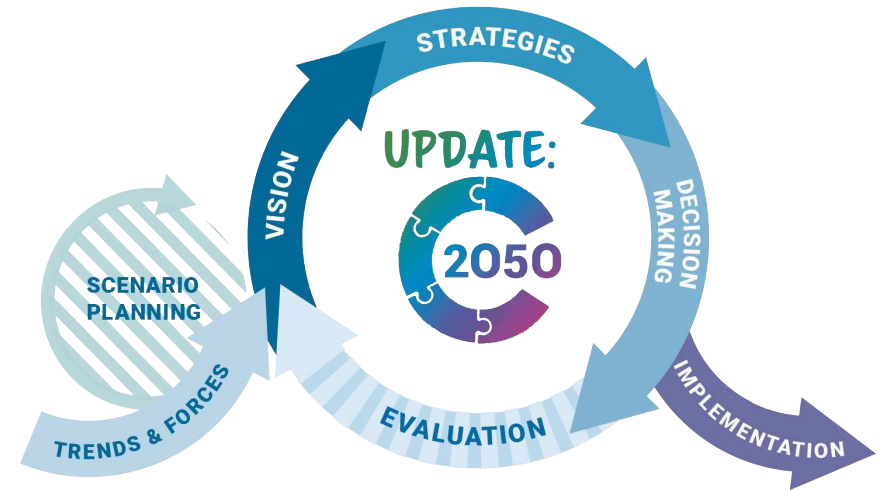 STRATEGIES
UPDATE:
VISION
DECISION
MAKING
2050
SCENARIO
PLANNING
TRENDS & FORCES
EVALUATION
IMPLEMENTATION